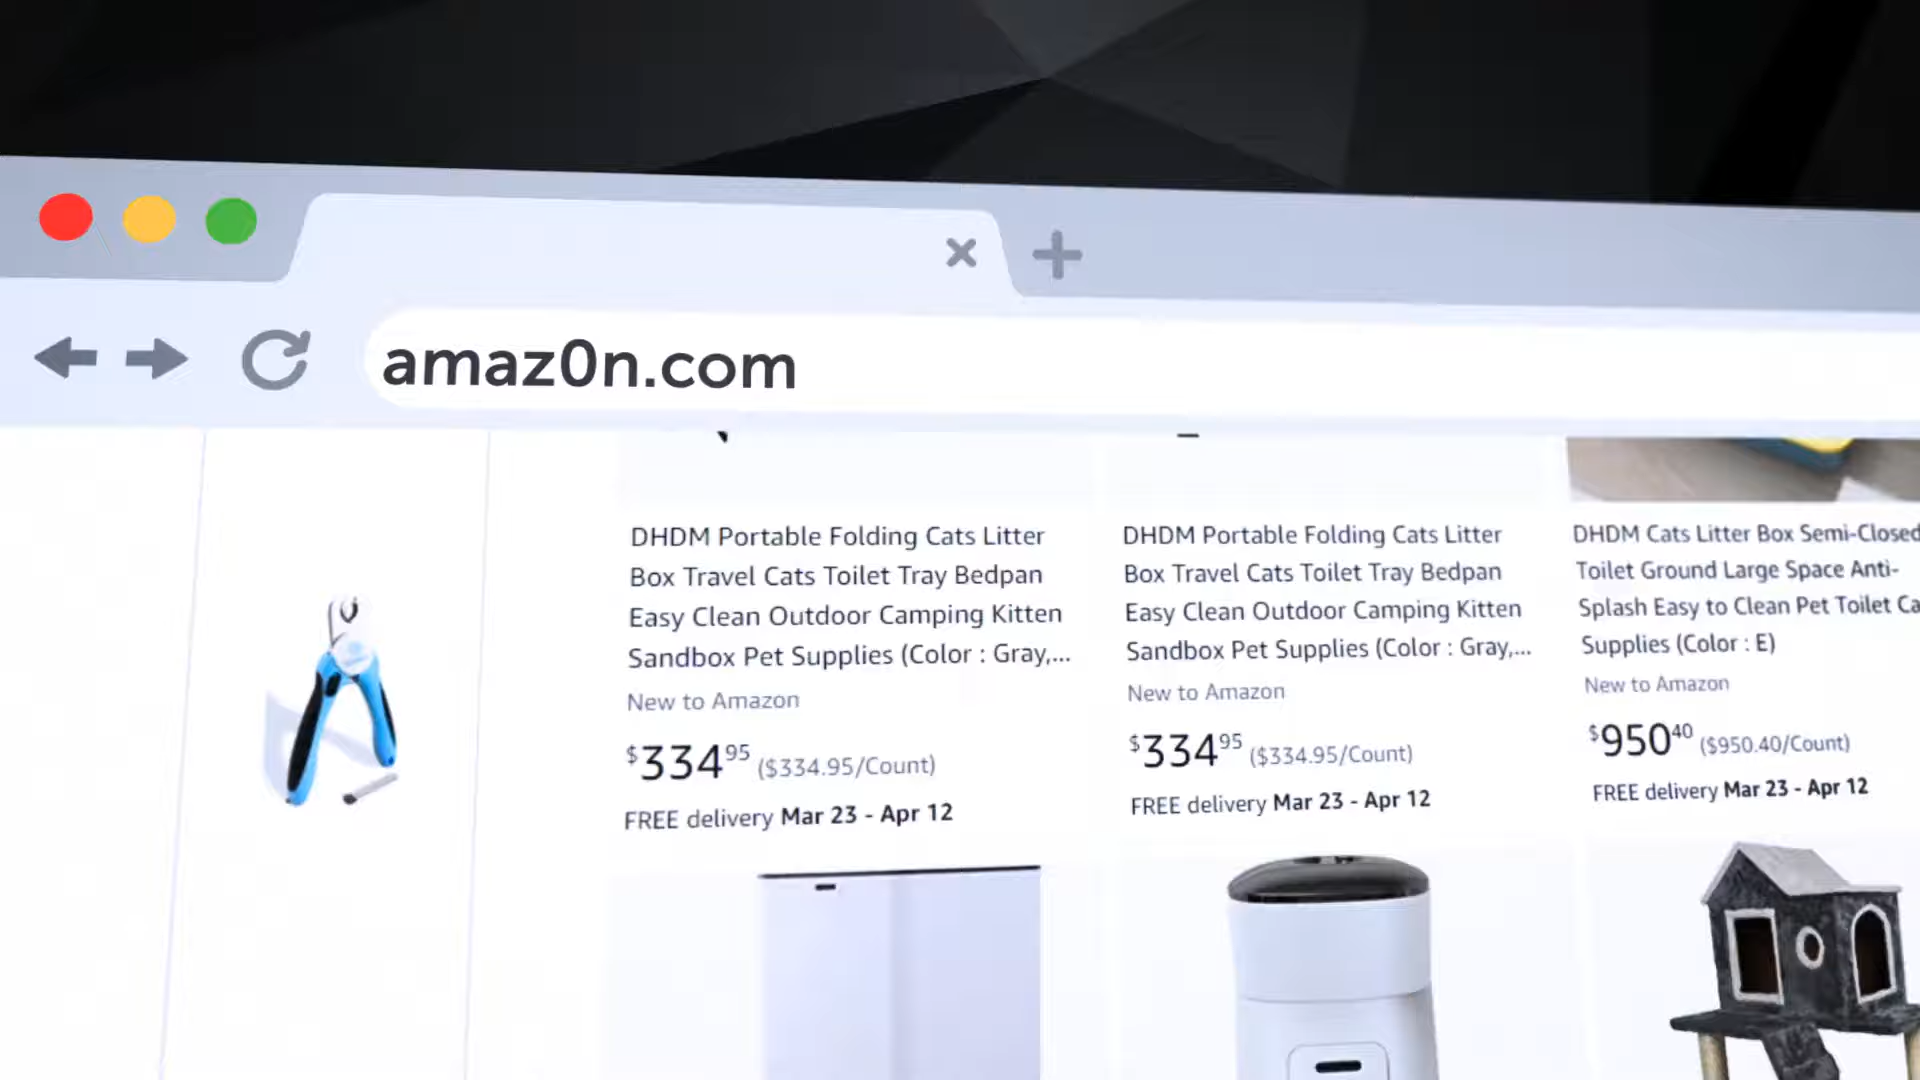 amaz0n.com
DHDM Portable Folding Cats Litter
Box Travel Cats Toilet Tray Bedpan
Easy Clean Outdoor Camping Kitten
Sandbox Pet Supplies (Color : Gray,...
New to Amazon
$334.95 ($334.95/Count)
FREE delivery Mar 23 - Apr 12
DHDM Portable Folding Cats Litter
Box Travel Cats Toilet Tray Bedpan
Easy Clean Outdoor Camping Kitten
Sandbox Pet Supplies (Color : Gray,...
New to Amazon
$334.95 ($334.95/Count)
FREE delivery Mar 23 - Apr 12
DHDM Cats Litter Box Semi-Closed
Toilet Ground Large Space Anti-
Splash Easy to Clean Pet Toilet Ca
Supplies (Color : E)
New to Amazon
$950.40 ($950.40/Count)
FREE delivery Mar 23 - Apr 12